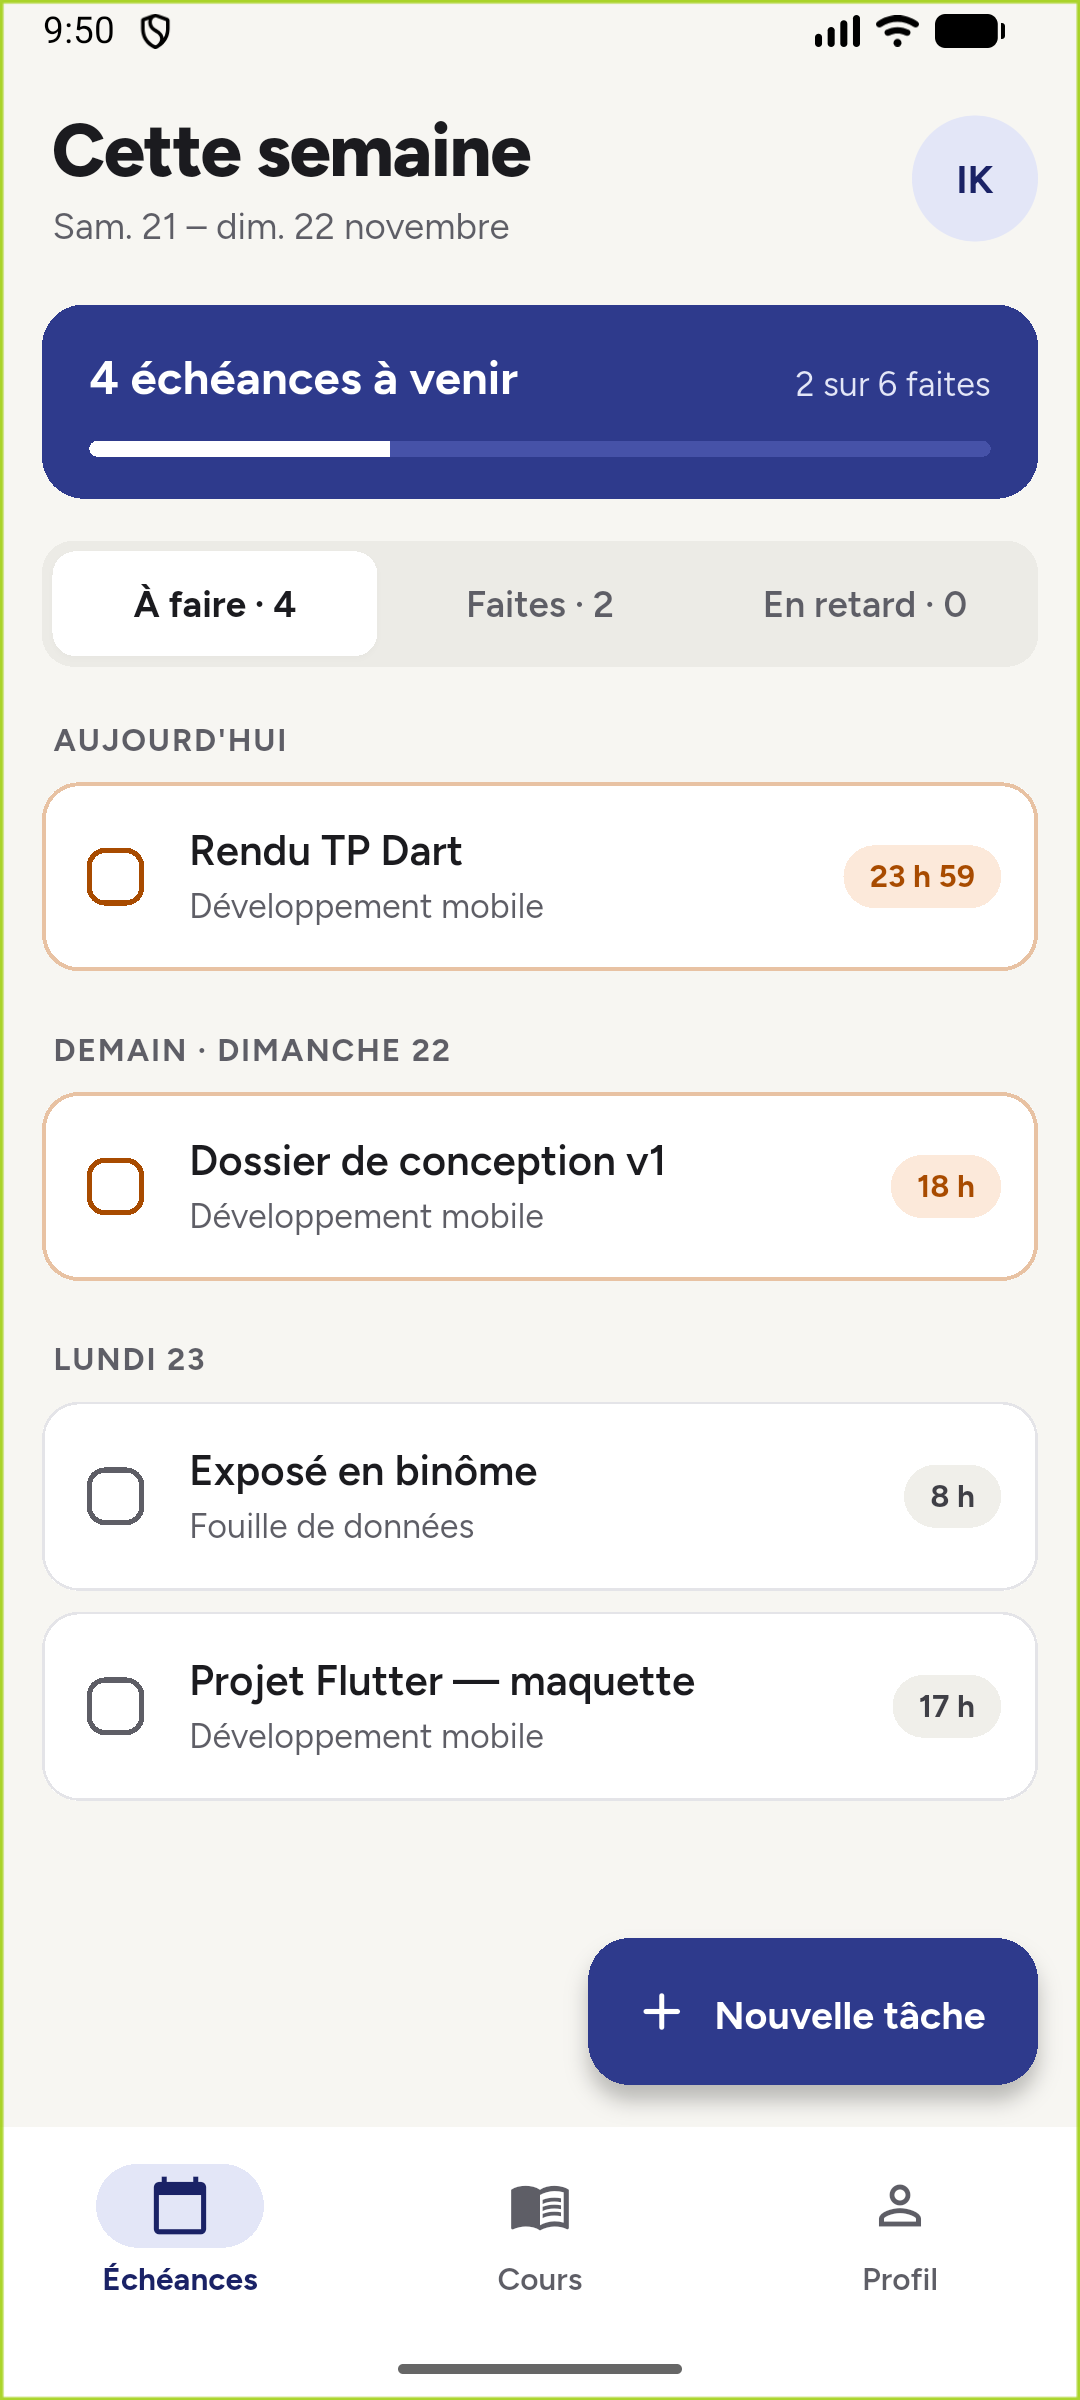 9:50
Cette semaine
IK
Sam. 21 – dim. 22 novembre
4 échéances à venir
2 sur 6 faites
À faire · 4
Faites · 2
En retard · 0
AUJOURD'HUI
Rendu TP Dart
23 h 59
Développement mobile
DEMAIN · DIMANCHE 22
Dossier de conception v1
18 h
Développement mobile
LUNDI 23
Exposé en binôme
8 h
Fouille de données
Projet Flutter — maquette
17 h
Développement mobile
Nouvelle tâche
Échéances
Cours
Profil